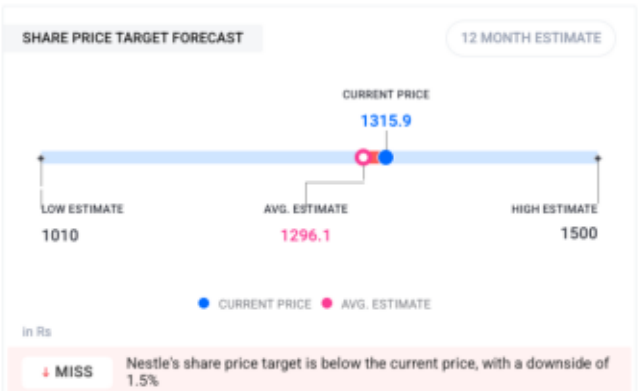 SHARE PRICE TARGET FORECAST
12 MONTH ESTIMATE
CURRENT PRICE
1315.9
LOW ESTIMATE
AVG. ESTIMATE
HIGH ESTIMATE
1010
1296.1
1500
CURRENT PRICE
AVG. ESTIMATE
in Rs
↓ MISS
Nestle's share price target is below the current price, with a downside of
1.5%